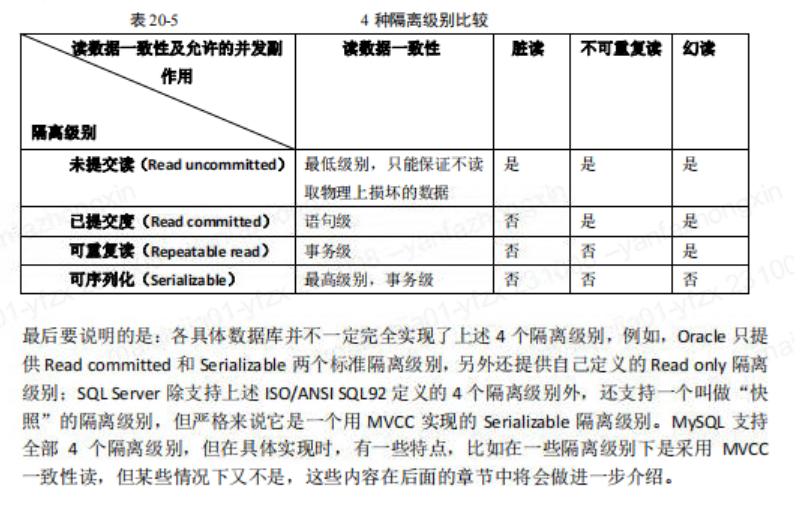 表 20-5 4 种隔离级别比较
读数据一致性及允许的并发副 读数据一致性 脏读 不可重复读 幻读
作用
隔离级别
未提交读（Read uncommitted） 最低级别，只能保证不读 是 是 是
取物理上损坏的数据
已提交度（Read committed） 语句级 否 是 是
可重复读（Repeatable read） 事务级 否 否 是
可序列化（Serializable） 最高级别，事务级 否 否 否
最后要说明的是：各具体数据库并不一定完全实现了上述 4 个隔离级别，例如，Oracle 只提
供 Read committed 和 Serializable 两个标准隔离级别，另外还提供自己定义的 Read only 隔离
级别；SQL Server 除支持上述 ISO/ANSI SQL92 定义的 4 个隔离级别外，还支持一个叫做“快
照”的隔离级别，但严格来说它是一个用 MVCC 实现的 Serializable 隔离级别。MySQL 支持
全部 4 个隔离级别，但在具体实现时，有一些特点，比如在一些隔离级别下是采用 MVCC
一致性读，但某些情况下又不是，这些内容在后面的章节中将会做进一步介绍。